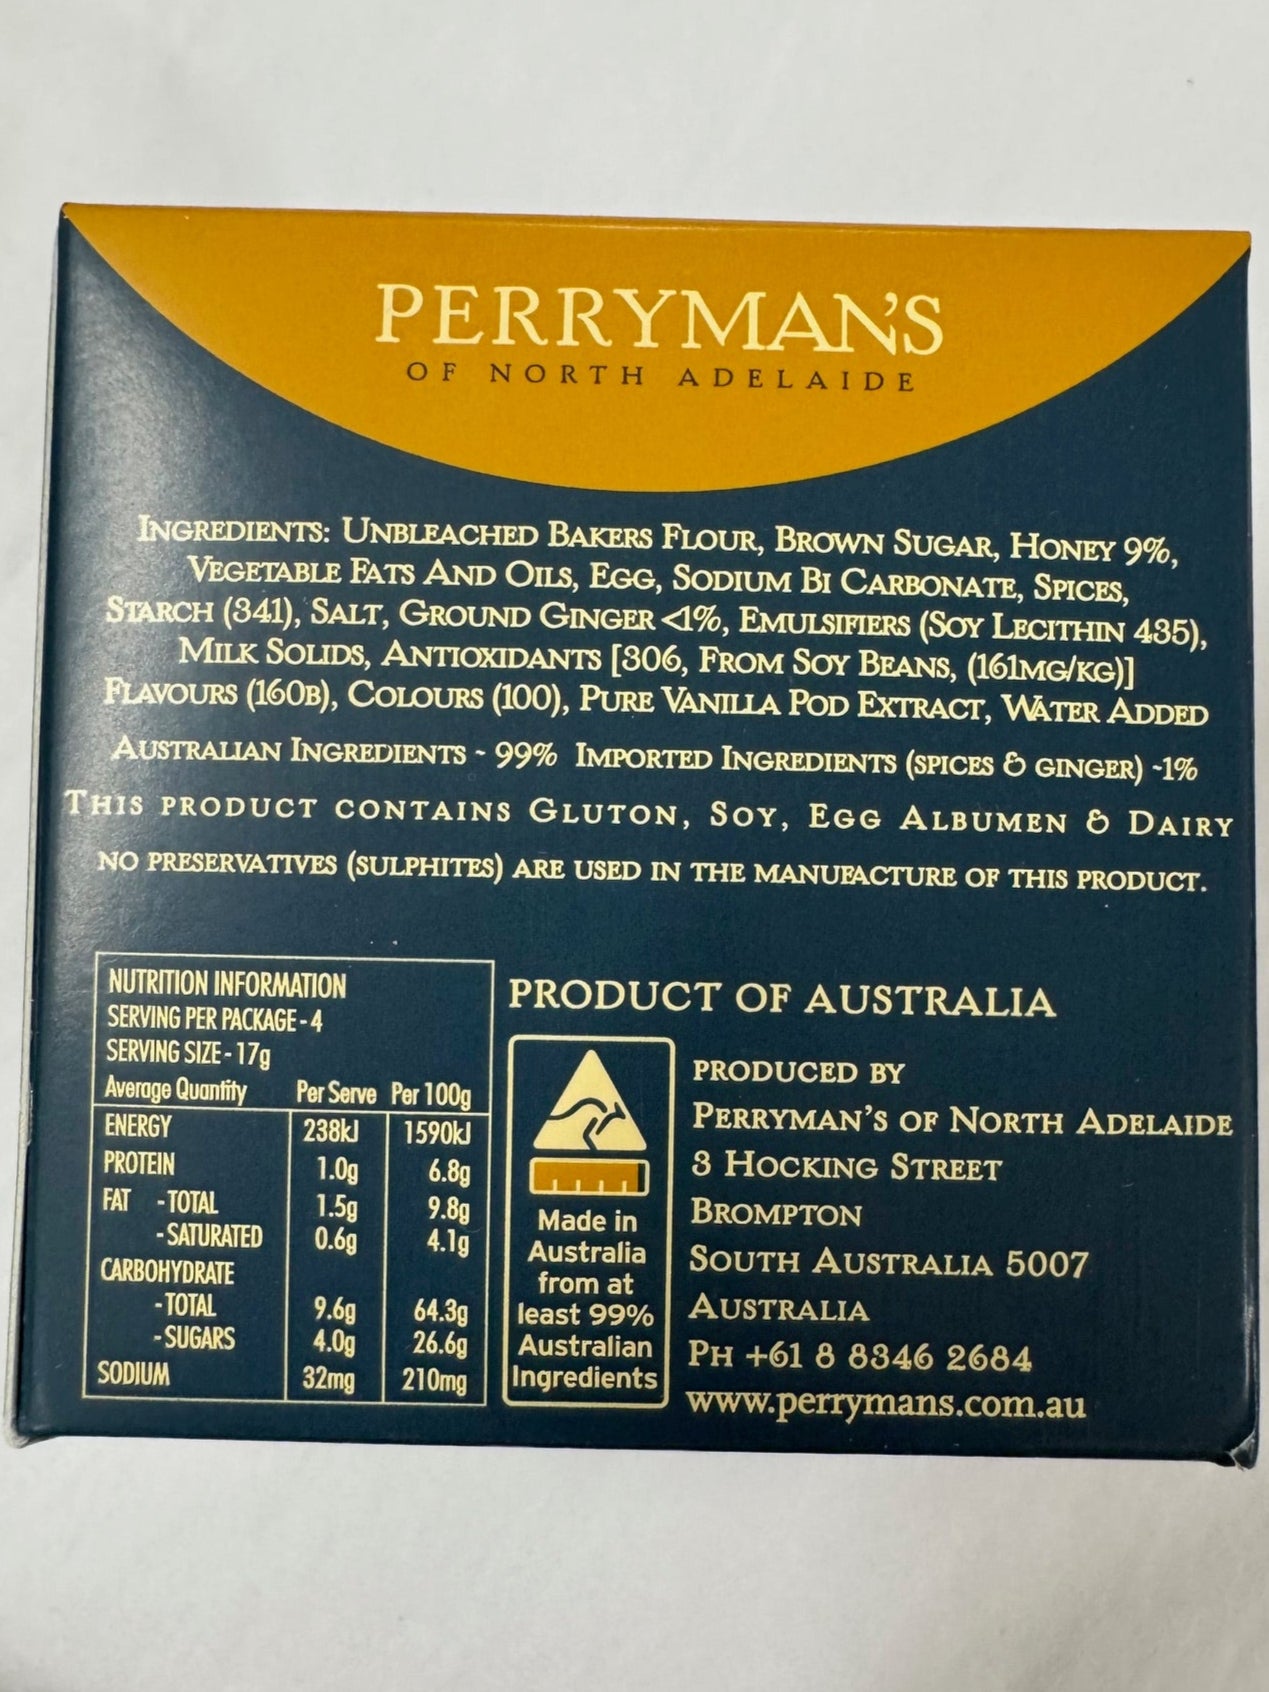 PERRYMAN'S
OF NORTH ADELAIDE
INGREDIENTS: UNBLEACHED BAKERS FLOUR, BROWN SUGAR, HONEY 9%,
VEGETABLE FATS AND OILS, EGG, SODIUM BI CARBONATE, SPICES,
STARCH (341), SALT, GROUND GINGER <1%, EMULSIFIERS (SOY LECITHIN 435),
MILK SOLIDS, ANTIOXIDANTS [306, FROM SOY BEANS, (161MG/KG)]
FLAVOURS (160B), COLOURS (100), PURE VANILLA POD EXTRACT, WATER ADDED
AUSTRALIAN INGREDIENTS - 99% IMPORTED INGREDIENTS (SPICES & GINGER) -1%
THIS PRODUCT CONTAINS GLUTON, SOY, EGG ALBUMEN & DAIRY
NO PRESERVATIVES (SULPHITES) ARE USED IN THE MANUFACTURE OF THIS PRODUCT.
NUTRITION INFORMATION
SERVING PER PACKAGE - 4
SERVING SIZE - 17g
Average Quantity Per Serve Per 100g
ENERGY 238kJ 1590kJ
PROTEIN 1.0g 6.8g
FAT - TOTAL 1.5g 9.8g
- SATURATED 0.6g 4.1g
CARBOHYDRATE
- TOTAL 9.6g 64.3g
- SUGARS 4.0g 26.6g
SODIUM 32mg 210mg
PRODUCT OF AUSTRALIA
Made in
Australia
from at
least 99%
Australian
Ingredients
PRODUCED BY
PERRYMAN'S OF NORTH ADELAIDE
3 HOCKING STREET
BROMPTON
SOUTH AUSTRALIA 5007
AUSTRALIA
PH +61 8 8346 2684
www.perrymans.com.au